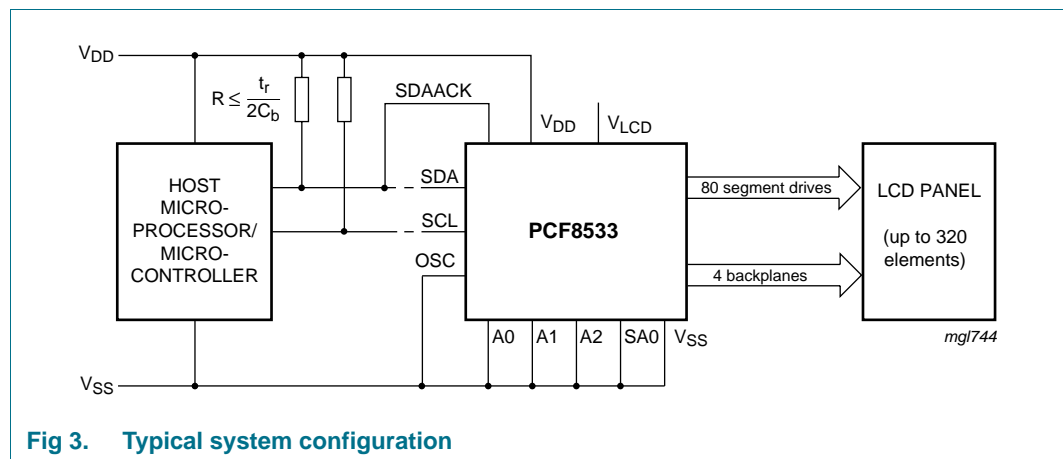 VDD
R ≤ tr
2Cb
SDAACK
VDD
VLCD
HOST
MICRO-
PROCESSOR/
MICRO-
CONTROLLER
SDA
SCL
OSC
PCF8533
80 segment drives
4 backplanes
LCD PANEL
(up to 320
elements)
A0 A1 A2 SA0 VSS
mgl744
VSS
Fig 3. Typical system configuration